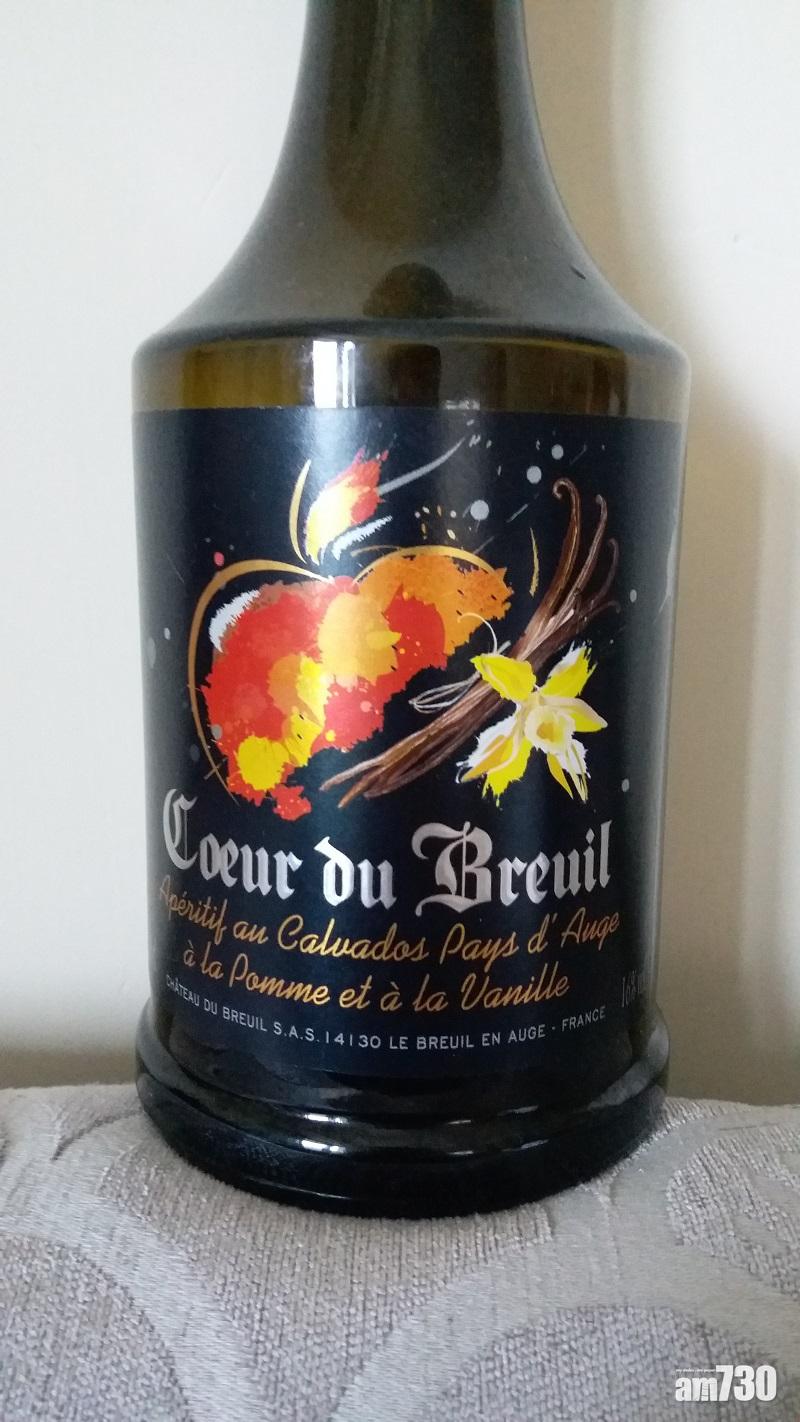 Coeur du Breuil
Apéritif au Calvados Pays d'Auge
à la Pomme et à la Vanille
16%
CHÂTEAU DU BREUIL S.A.S. 14130 LE BREUIL EN AUGE - FRANCE
am730